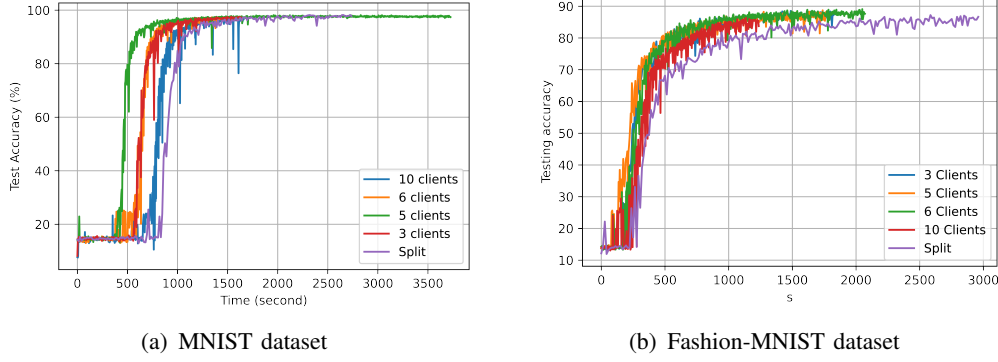 100
80
60
40
20
Test Accuracy (%)
0 500 1000 1500 2000 2500 3000 3500
Time (second)
10 clients
6 clients
5 clients
3 clients
Split
(a) MNIST dataset
90
80
70
60
50
40
30
20
10
Testing accuracy
0 500 1000 1500 2000 2500 3000
s
3 Clients
5 Clients
6 Clients
10 Clients
Split
(b) Fashion-MNIST dataset